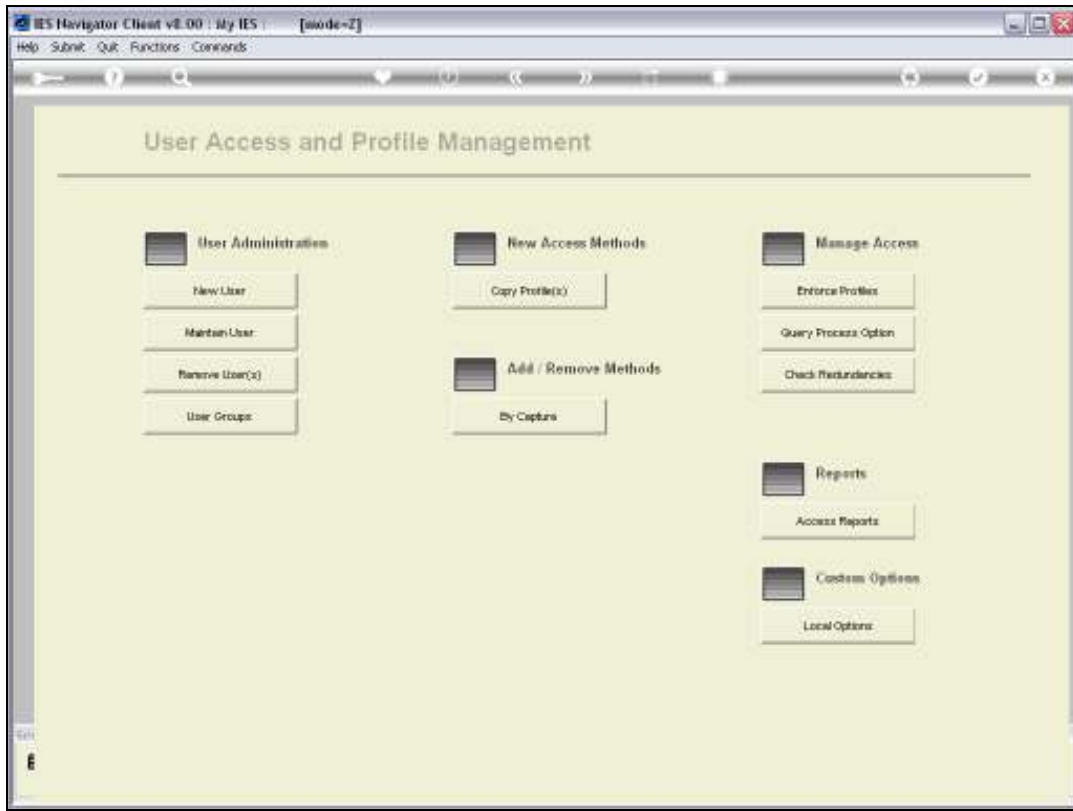 IES Navigator Client v8.00 : My IES : [mode=Z]
Help Submit Quit Functions Commands
User Access and Profile Management
User Administration
New User
Maintain User
Remove User(s)
User Groups
New Access Methods
Copy Profile(s)
Add / Remove Methods
By Capture
Manage Access
Enforce Profiles
Query Process Option
Check Redundancies
Reports
Access Reports
Custom Options
Local Options